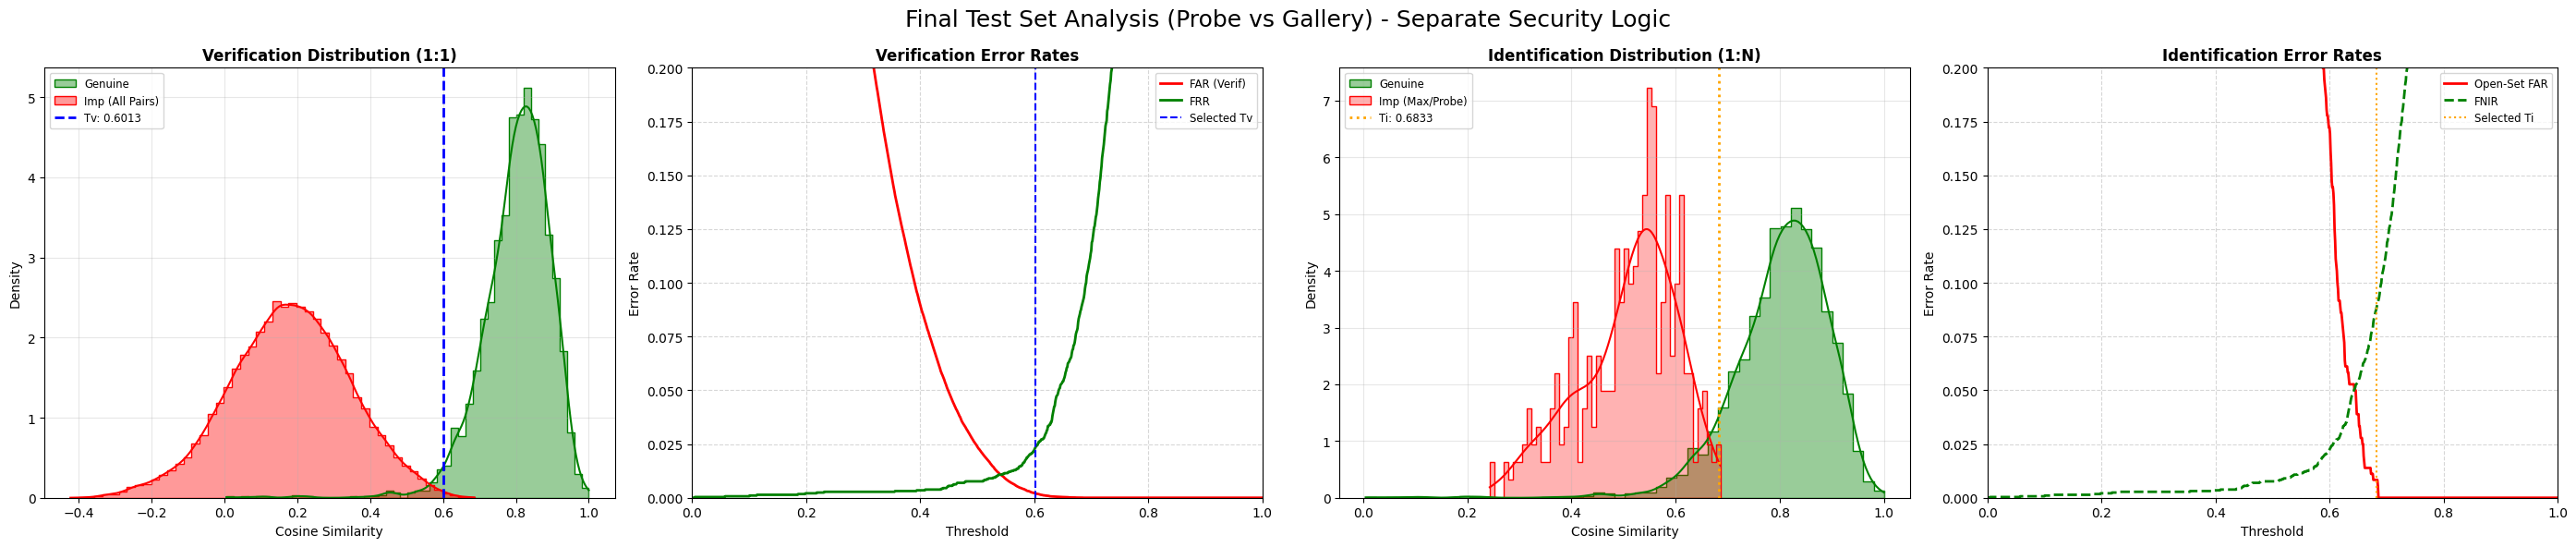 Final Test Set Analysis (Probe vs Gallery) - Separate Security Logic
Verification Distribution (1:1)
Genuine
Imp (All Pairs)
Tv: 0.6013
5
4
3
2
1
0
Density
−0.4 −0.2 0.0 0.2 0.4 0.6 0.8 1.0
Cosine Similarity
Verification Error Rates
FAR (Verif)
FRR
Selected Tv
0.200
0.175
0.150
0.125
0.100
0.075
0.050
0.025
0.000
Error Rate
0.0 0.2 0.4 0.6 0.8 1.0
Threshold
Identification Distribution (1:N)
Genuine
Imp (Max/Probe)
Ti: 0.6833
7
6
5
4
3
2
1
0
Density
0.0 0.2 0.4 0.6 0.8 1.0
Cosine Similarity
Identification Error Rates
Open-Set FAR
FNIR
Selected Ti
0.200
0.175
0.150
0.125
0.100
0.075
0.050
0.025
0.000
Error Rate
0.0 0.2 0.4 0.6 0.8 1.0
Threshold